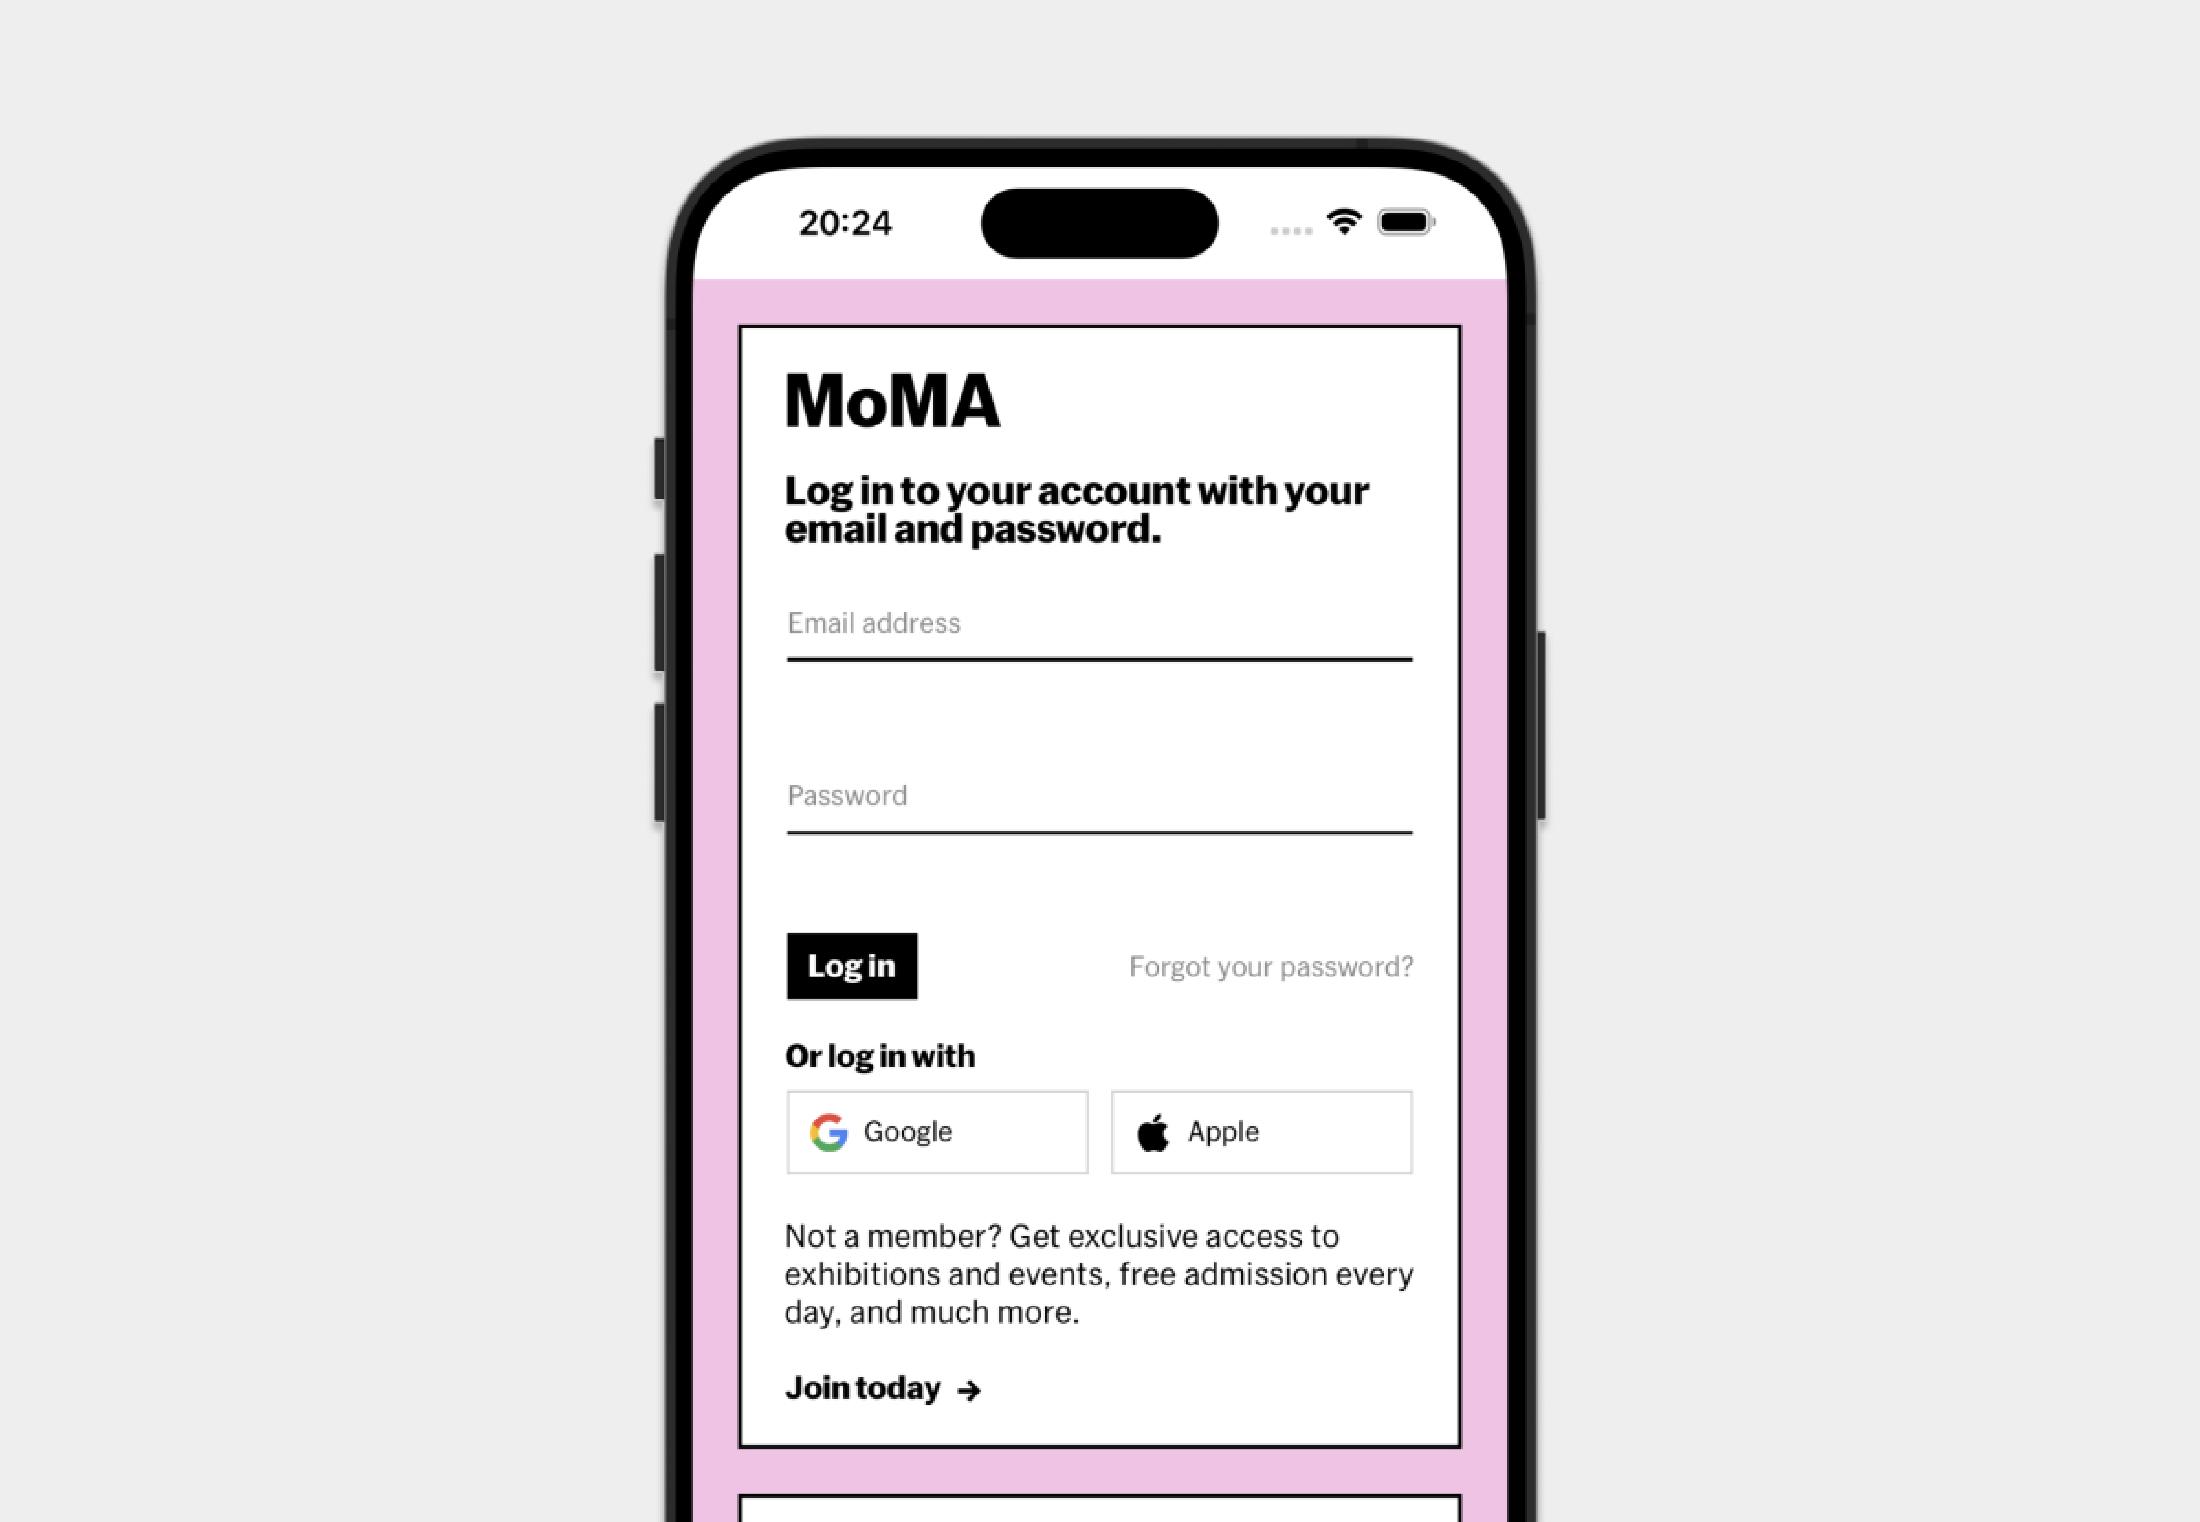 20:24
MoMA
Log in to your account with your
email and password.
Email address
Password
Log in
Forgot your password?
Or log in with
Google
Apple
Not a member? Get exclusive access to
exhibitions and events, free admission every
day, and much more.
Join today →